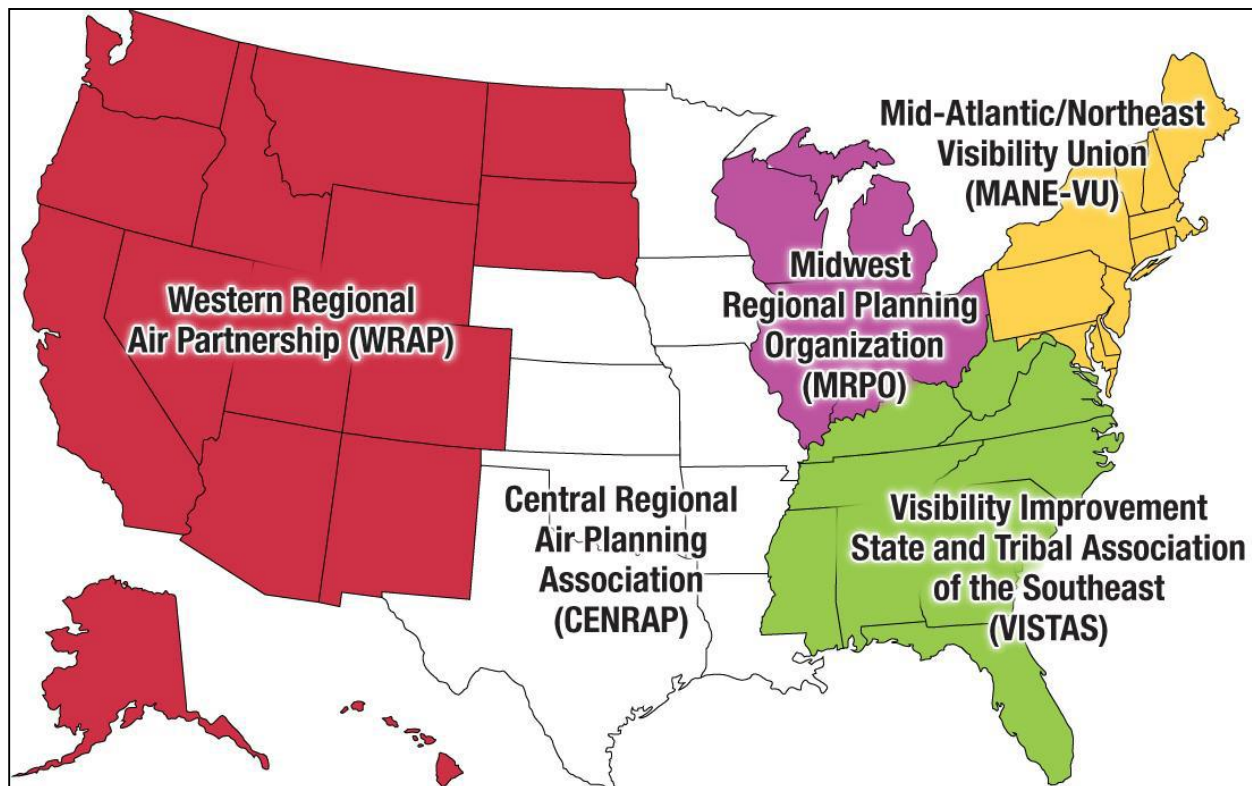 Mid-Atlantic/Northeast
Visibility Union
(MANE-VU)
Midwest
Regional Planning
Organization
(MRPO)
Western Regional
Air Partnership (WRAP)
Central Regional
Air Planning
Association
(CENRAP)
Visibility Improvement
State and Tribal Association
of the Southeast
(VISTAS)